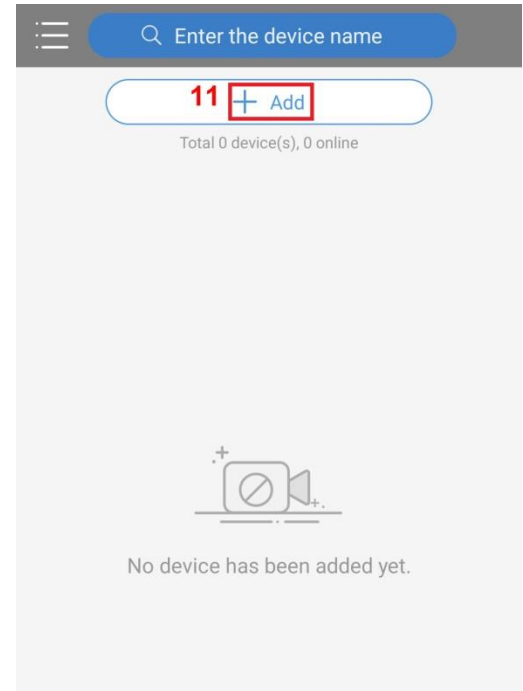 Enter the device name
11 + Add
Total 0 device(s), 0 online
No device has been added yet.